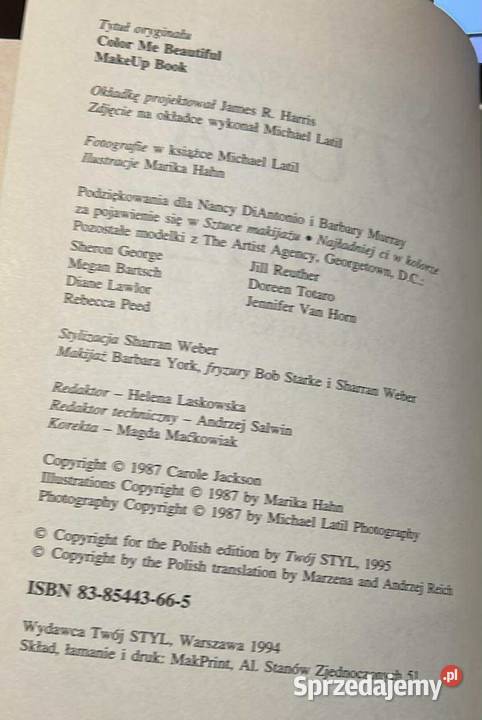 Tytuł oryginału
Color Me Beautiful
MakeUp Book
Okładkę projektował James R. Harris
Zdjęcie na okładce wykonał Michael Latil
Fotografie w książce Michael Latil
Ilustracje Marika Hahn
Podziękowania dla Nancy DiAntonio i Barbary Murray
za pojawienie się w Sztuce makijażu • Najładniej ci w kolorze
Pozostałe modelki z The Artist Agency, Georgetown, D.C.:
Sheron George Jill Reuther
Megan Bartsch Doreen Totaro
Diane Lawlor Jennifer Van Horn
Rebecca Peed
Stylizacja Sharran Weber
Makijaż Barbara York, fryzury Bob Starke i Sharran Weber
Redaktor – Helena Laskowska
Redaktor techniczny – Andrzej Salwin
Korekta – Magda Maćkowiak
Copyright © 1987 Carole Jackson
Illustrations Copyright © 1987 by Marika Hahn
Photography Copyright © 1987 by Michael Latil Photography
© Copyright for the Polish edition by Twój STYL, 1995
© Copyright by the Polish translation by Marzena and Andrzej Reich
ISBN 83-85443-66-5
Wydawca Twój STYL, Warszawa 1994
Skład, łamanie i druk: MakPrint, Al. Stanów Zjednoczonych 51
Sprzedajemy.pl